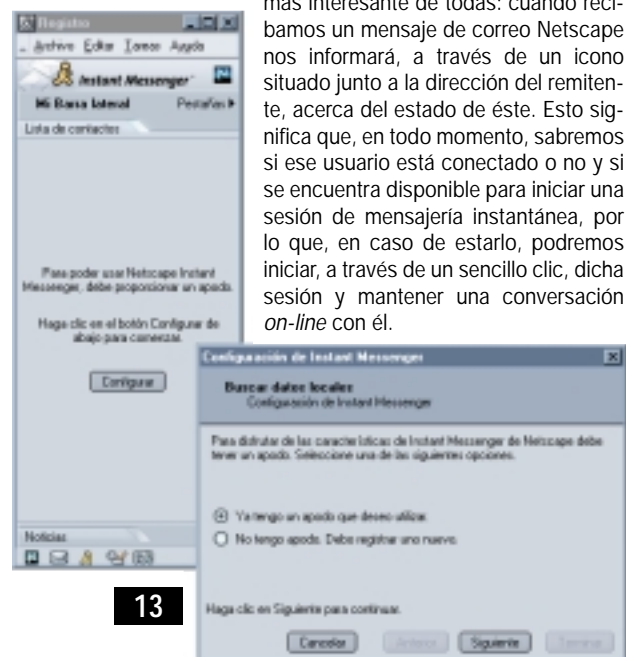 más interesante de todas: cuando reci-
bamos un mensaje de correo Netscape
nos informará, a través de un icono
situado junto a la dirección del remiten-
te, acerca del estado de éste. Esto sig-
nifica que, en todo momento, sabremos
si ese usuario está conectado o no y si
se encuentra disponible para iniciar una
sesión de mensajería instantánea, por
lo que, en caso de estarlo, podremos
iniciar, a través de un sencillo clic, dicha
sesión y mantener una conversación
on-line con él.
Registro
Archivo Editar Tareas Ayuda
Instant Messenger
Mi Barra lateral Pestañas
Lista de contactos
Para poder usar Netscape Instant
Messenger, debe proporcionar un apodo.
Haga clic en el botón Configurar de
abajo para comenzar.
Configurar
Noticias
Configuración de Instant Messenger
Buscar datos locales
Configuración de Instant Messenger
Para disfrutar de las características de Instant Messenger de Netscape debe
tener un apodo. Seleccione una de las siguientes opciones.
Ya tengo un apodo que deseo utilizar.
No tengo apodo. Debo registrar uno nuevo.
Haga clic en Siguiente para continuar.
Cancelar Anterior Siguiente Terminar
13